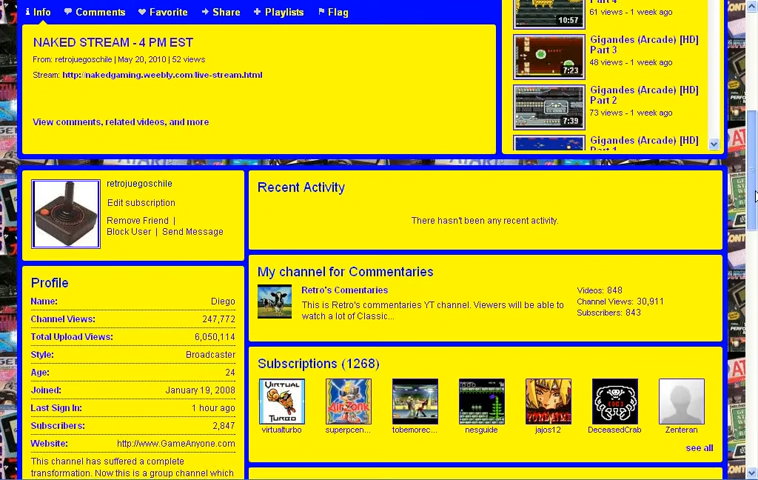 Info Comments Favorite Share Playlists Flag
NAKED STREAM - 4 PM EST
From: retrojuegoschile | May 20, 2010 | 52 views
Stream: http://nakedgaming.weebly.com/live-stream.html
View comments, related videos, and more
10:57
61 views - 1 week ago
7:23
Gigandes (Arcade) [HD]
Part 3
48 views - 1 week ago
7:39
Gigandes (Arcade) [HD]
Part 2
73 views - 1 week ago
Gigandes (Arcade) [HD]
retrojuegoschile
Edit subscription
Remove Friend |
Block User | Send Message
Profile
Name: Diego
Channel Views: 247,772
Total Upload Views: 6,050,114
Style: Broadcaster
Age: 24
Joined: January 19, 2008
Last Sign In: 1 hour ago
Subscribers: 2,847
Website: http://www.GameAnyone.com
This channel has suffered a complete
transformation. Now this is a group channel which
Recent Activity
There hasn't been any recent activity.
My channel for Commentaries
Retro's Comentaries
This is Retro's commentaries YT channel. Viewers will be able to
watch a lot of Classic...
Videos: 848
Channel Views: 30,911
Subscribers: 843
Subscriptions (1268)
VIRTUAL
TURBO
virtualturbo
superpcen...
tobemorec...
nesguide
jajos12
DeceasedCrab
Zenteran
see all